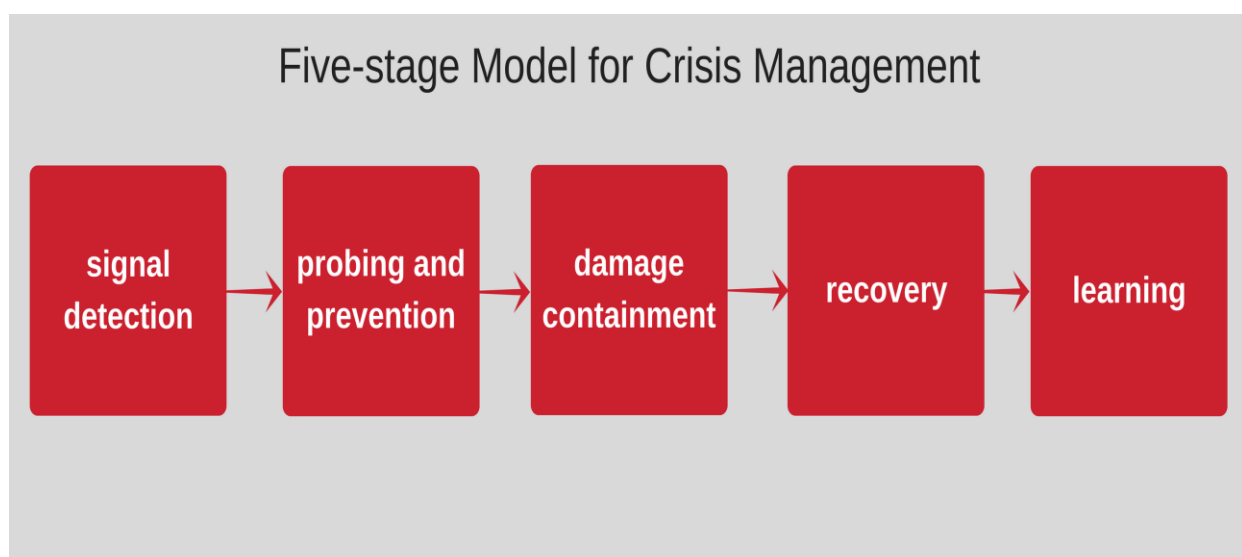 Five-stage Model for Crisis Management
signal
detection
probing and
prevention
damage
containment
recovery
learning